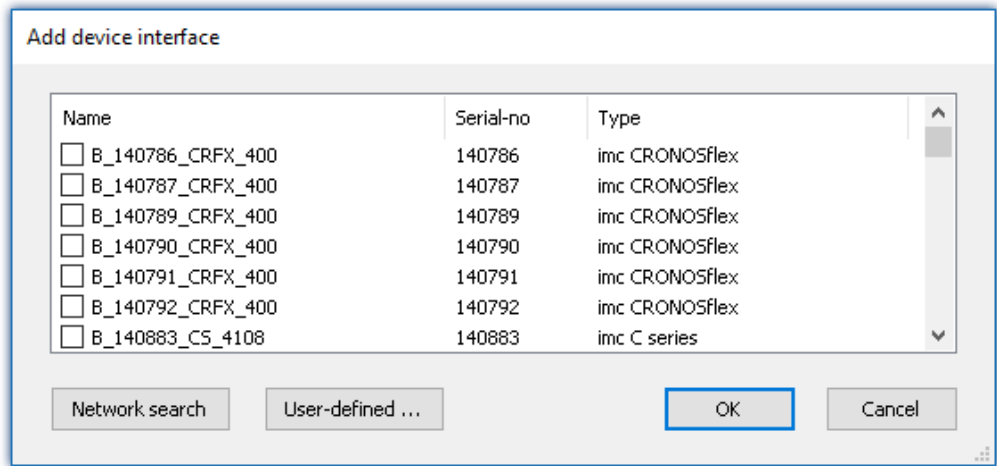 Add device interface
Name Serial-no Type
B_140786_CRFX_400 140786 imc CRONOSflex
B_140787_CRFX_400 140787 imc CRONOSflex
B_140789_CRFX_400 140789 imc CRONOSflex
B_140790_CRFX_400 140790 imc CRONOSflex
B_140791_CRFX_400 140791 imc CRONOSflex
B_140792_CRFX_400 140792 imc CRONOSflex
B_140883_CS_4108 140883 imc C series
Network search User-defined ... OK Cancel